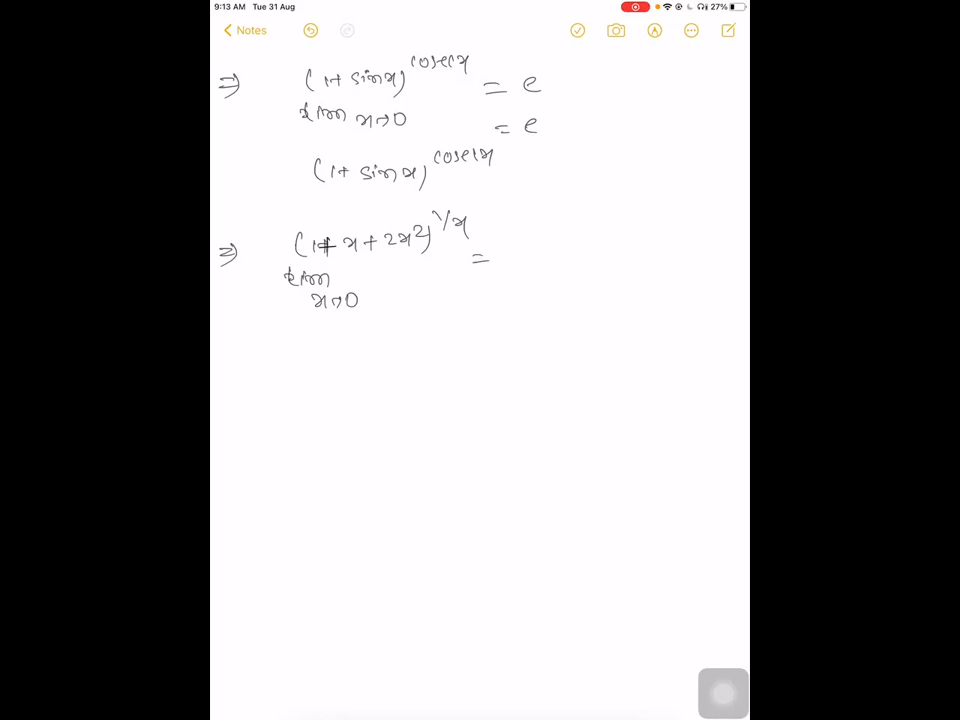 9:13 AM Tue 31 Aug 27%
Notes
⇒ (1+ sinx)^cosecx = e
lim x→0 = e
(1+ sinx)^cosecx
⇒ (1+ x + 2x²)^1/x =
lim
x→0